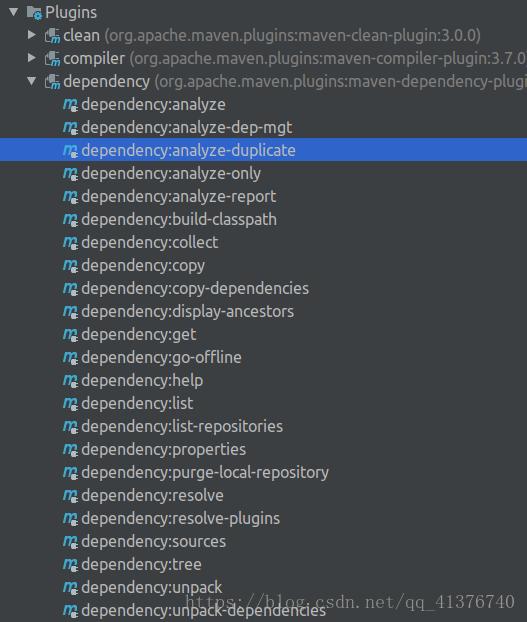 Plugins
clean (org.apache.maven.plugins:maven-clean-plugin:3.0.0)
compiler (org.apache.maven.plugins:maven-compiler-plugin:3.7.0
dependency (org.apache.maven.plugins:maven-dependency-plugi
dependency:analyze
dependency:analyze-dep-mgt
dependency:analyze-duplicate
dependency:analyze-only
dependency:analyze-report
dependency:build-classpath
dependency:collect
dependency:copy
dependency:copy-dependencies
dependency:display-ancestors
dependency:get
dependency:go-offline
dependency:help
dependency:list
dependency:list-repositories
dependency:properties
dependency:purge-local-repository
dependency:resolve
dependency:resolve-plugins
dependency:sources
dependency:tree
dependency:unpack
https://blog.csdn.net/qq_41376740
dependency:unpack-dependencies